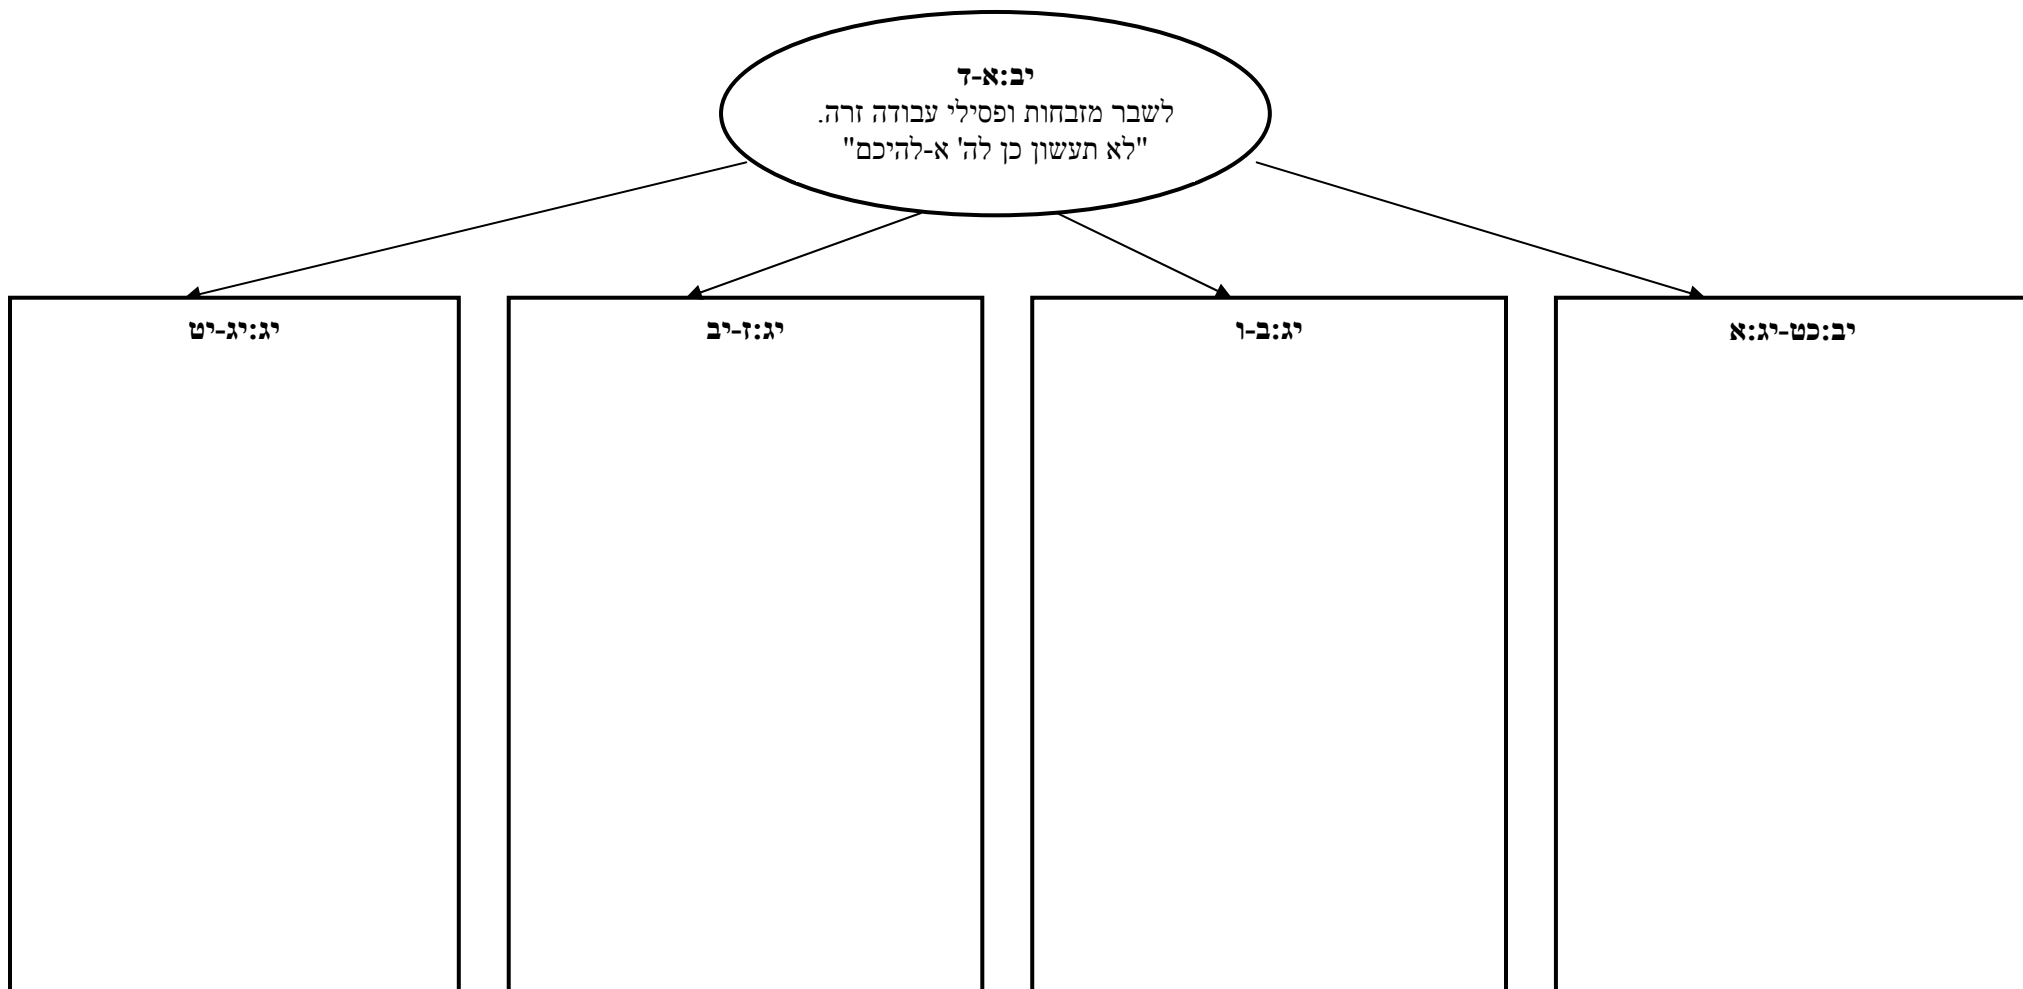 יב:א-ד
לשבר מזבחות ופסילי עבודה זרה.
"לא תעשון כן לה' א-להיכם"
יב:כט-יג:א
יג:ב-ו
יג:ז-יב
יג:יג-יט